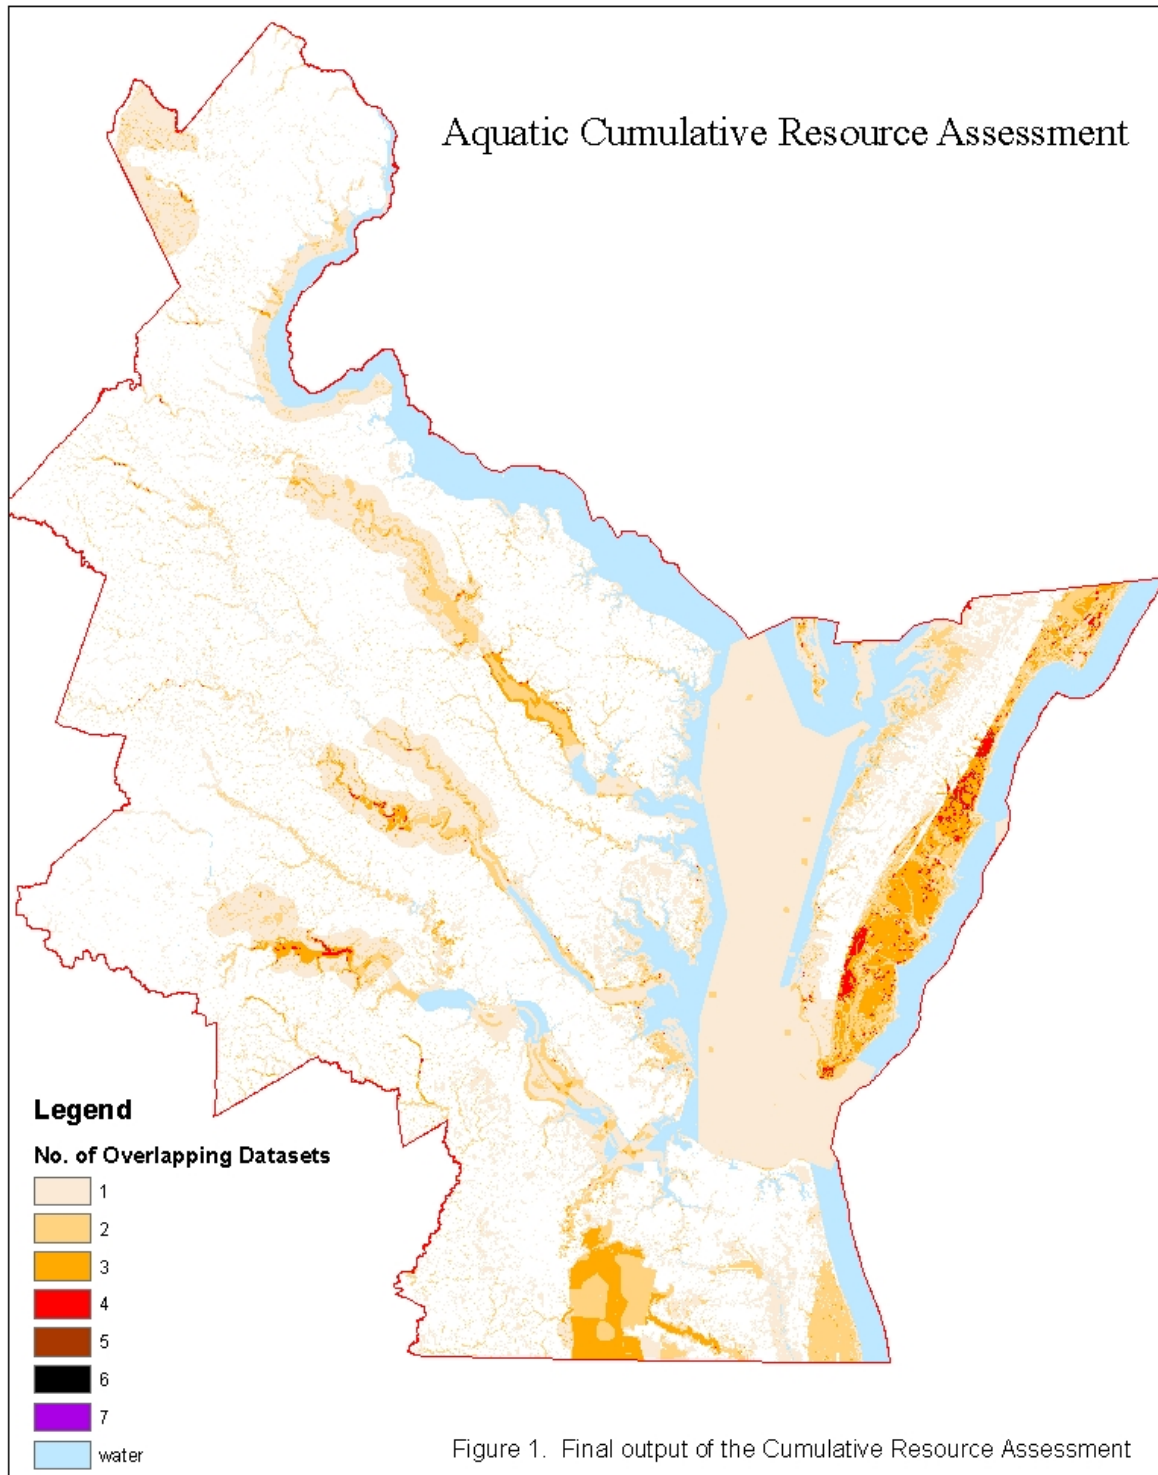 Aquatic Cumulative Resource Assessment
Legend
No. of Overlapping Datasets
1
2
3
4
5
6
7
water
Figure 1. Final output of the Cumulative Resource Assessment